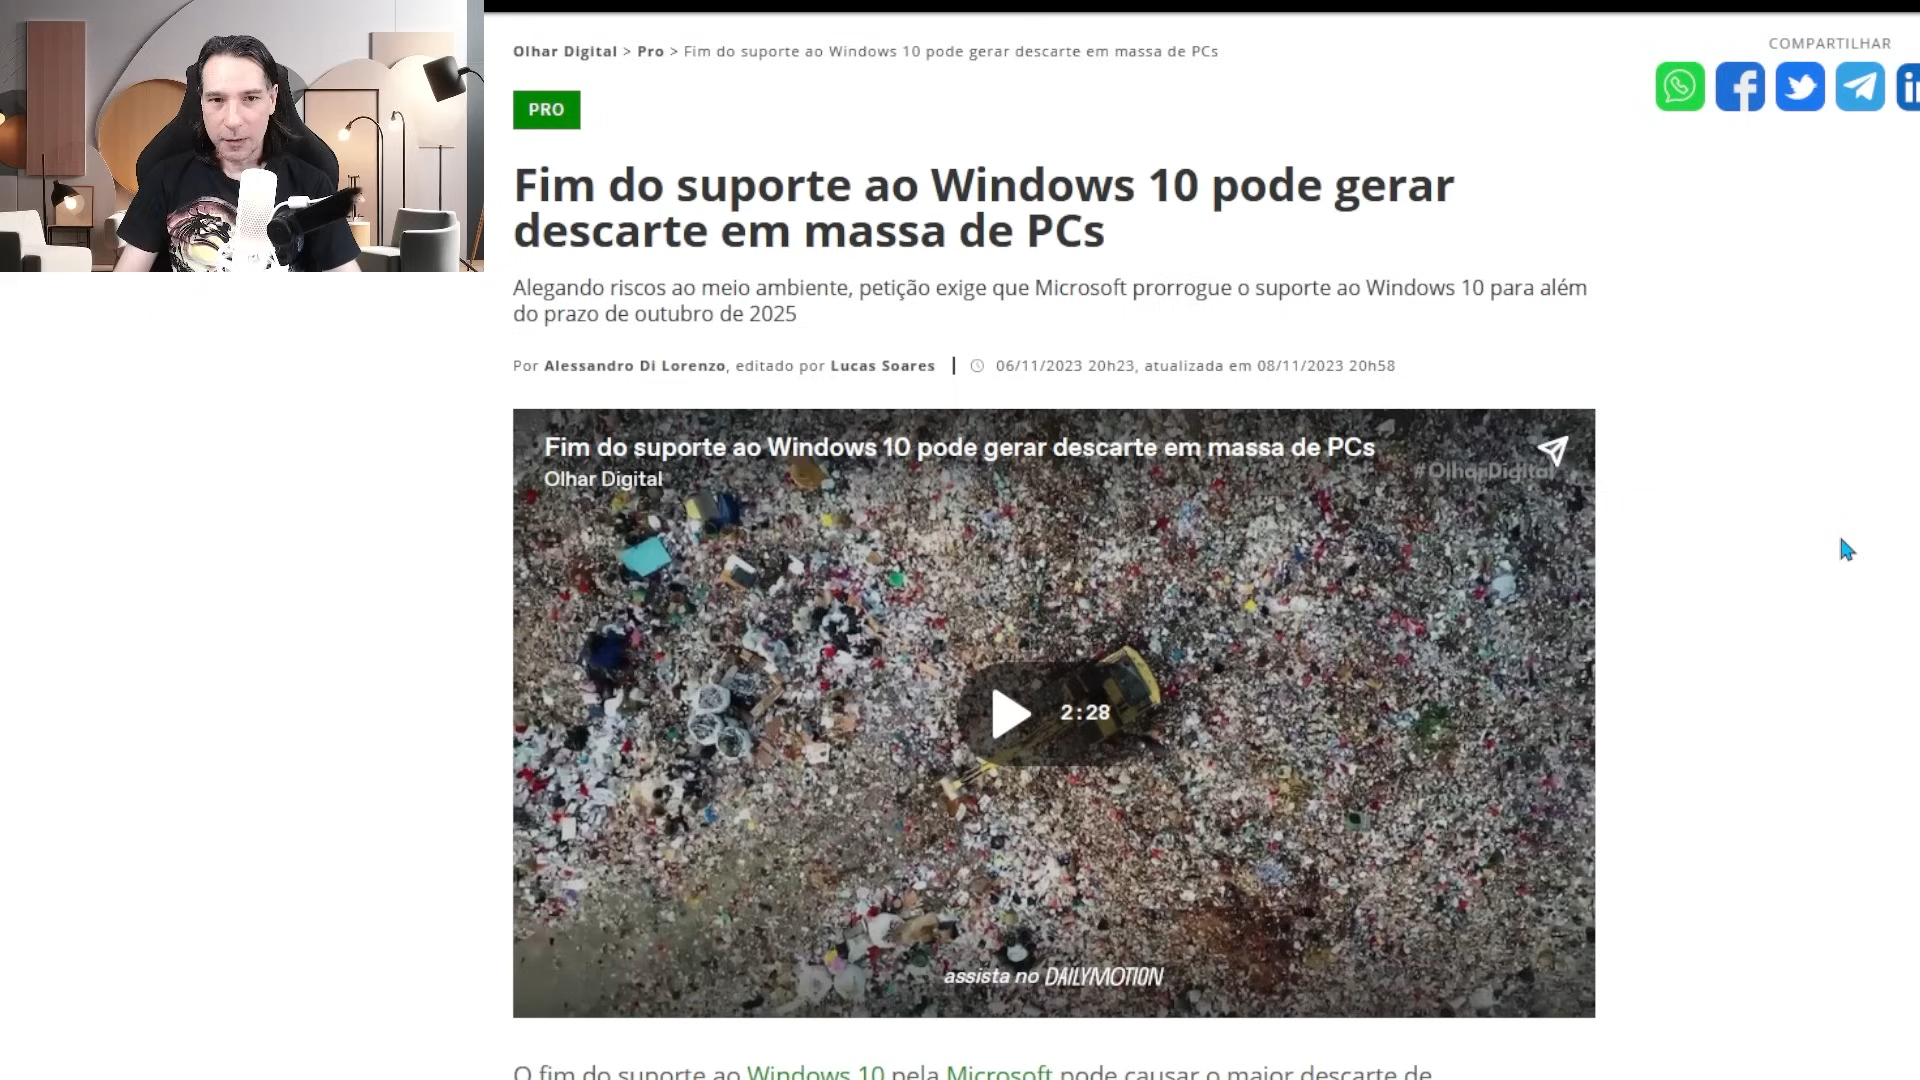 COMPARTILHAR
Olhar Digital > Pro > Fim do suporte ao Windows 10 pode gerar descarte em massa de PCs
PRO
Fim do suporte ao Windows 10 pode gerar
descarte em massa de PCs
Alegando riscos ao meio ambiente, petição exige que Microsoft prorrogue o suporte ao Windows 10 para além
do prazo de outubro de 2025
Por Alessandro Di Lorenzo, editado por Lucas Soares | 06/11/2023 20h23, atualizada em 08/11/2023 20h58
Fim do suporte ao Windows 10 pode gerar descarte em massa de PCs
#OlharDigital
Olhar Digital
2:28
assista no DAILYMOTION
O fim do suporte ao Windows 10 pela Microsoft pode causar o maior descarte de